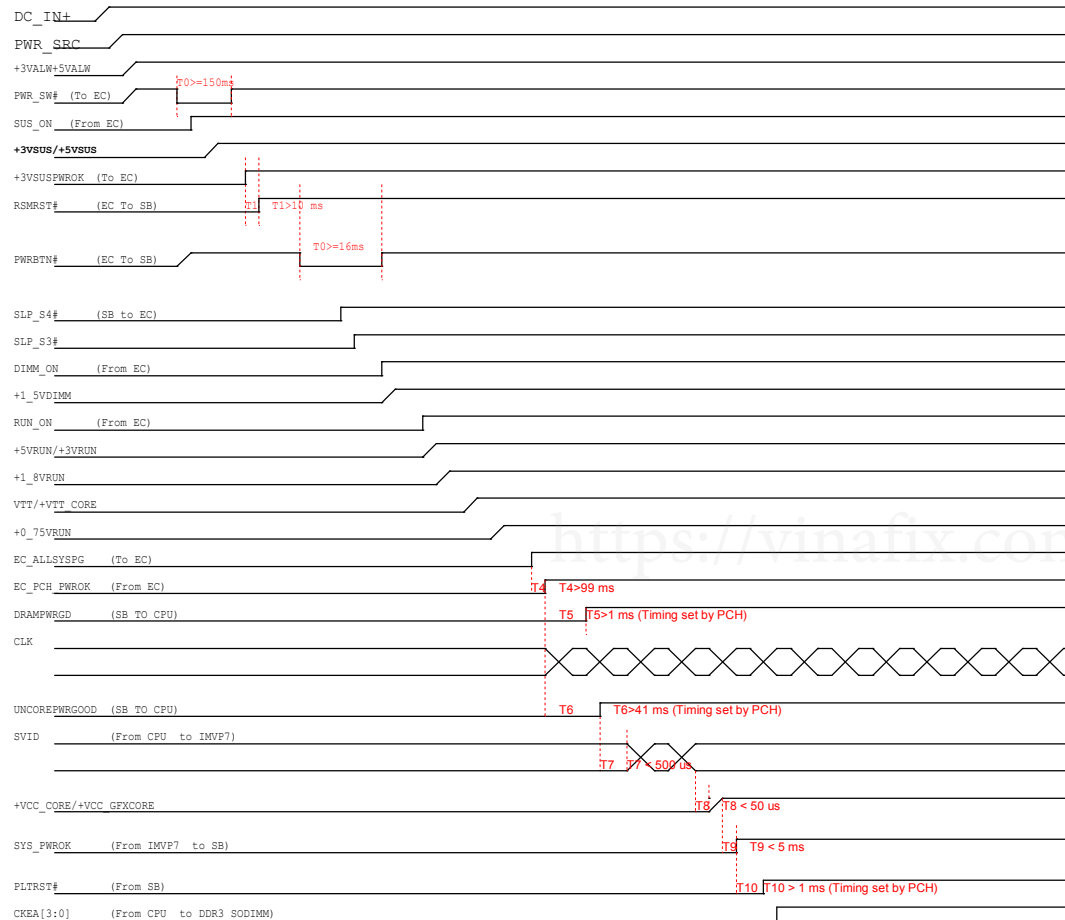 DC_IN+
PWR_SRC
+3VALW+5VALW
T0>=150ms
PWR_SW# (To EC)
SUS_ON (From EC)
+3VSUS/+5VSUS
+3VSUSPWROK (To EC)
RSMRST# (EC To SB) T1 T1>10 ms
T0>=16ms
PWRBTN# (EC To SB)
SLP_S4# (SB to EC)
SLP_S3#
DIMM_ON (From EC)
+1_5VDIMM
RUN_ON (From EC)
+5VRUN/+3VRUN
+1_8VRUN
VTT/+VTT_CORE
+0_75VRUN
https://vinafix.com
EC_ALLSYSPG (To EC)
EC_PCH_PWROK (From EC) T4 T4>99 ms
DRAMPWRGD (SB TO CPU) T5 T5>1 ms (Timing set by PCH)
CLK
UNCOREPWRGOOD (SB TO CPU) T6 T6>41 ms (Timing set by PCH)
SVID (From CPU to IMVP7)
T7 T7 < 500 us
+VCC_CORE/+VCC_GFXCORE T8 T8 < 50 us
SYS_PWROK (From IMVP7 to SB) T9 T9 < 5 ms
PLTRST# (From SB) T10 T10 > 1 ms (Timing set by PCH)
CKEA[3:0] (From CPU to DDR3 SODIMM)